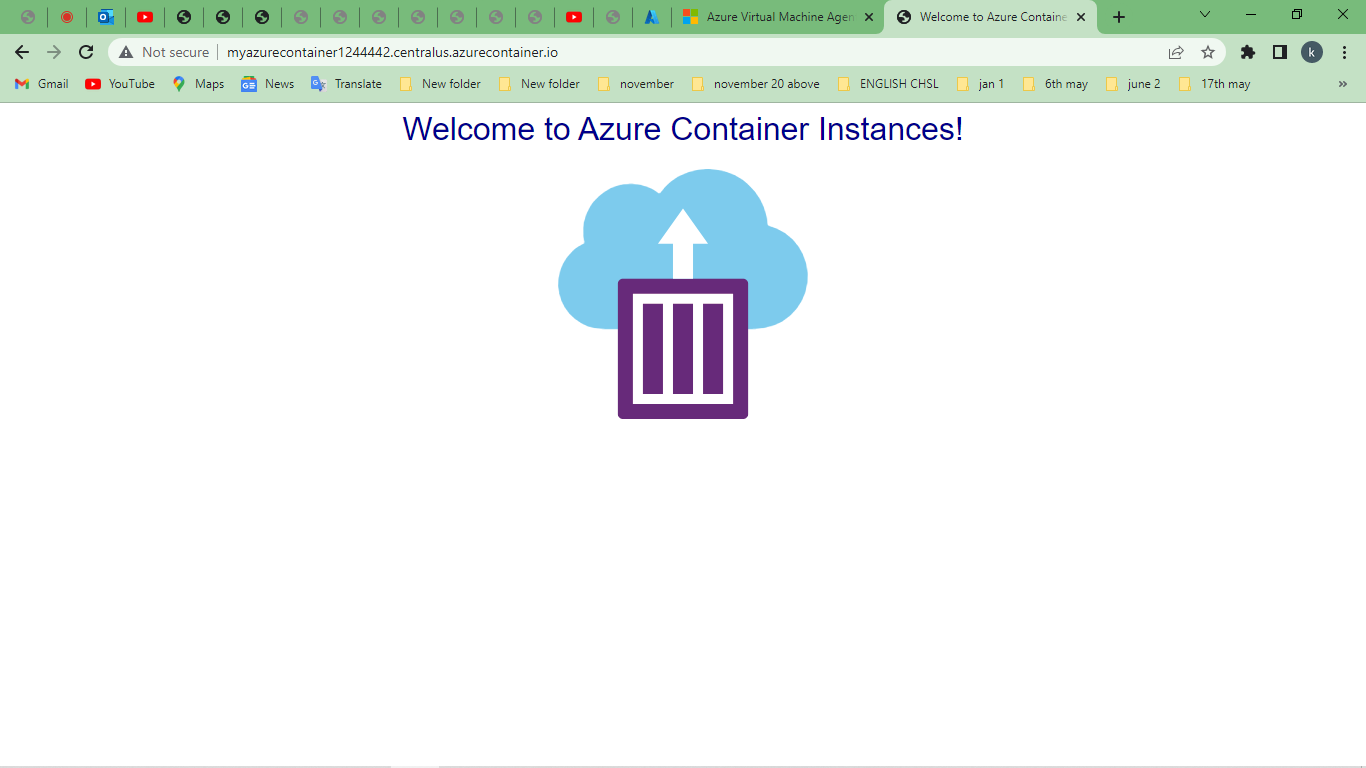 Azure Virtual Machine Agen
Welcome to Azure Containe
Not secure
myazurecontainer1244442.centralus.azurecontainer.io
k
Gmail
YouTube
Maps
News
Translate
New folder
New folder
november
november 20 above
ENGLISH CHSL
jan 1
6th may
june 2
17th may
»
Welcome to Azure Container Instances!